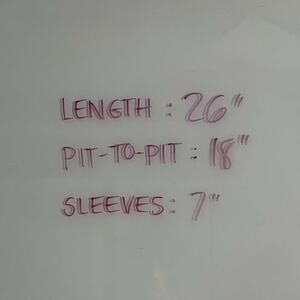 LENGTH : 26"
PIT-TO-PIT : 18"
SLEEVES : 7"